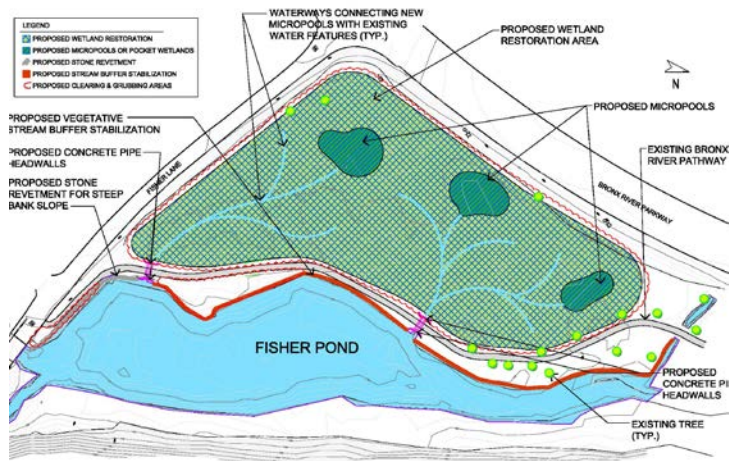 LEGEND
PROPOSED WETLAND RESTORATION
PROPOSED MICROPOOLS OR POCKET WETLANDS
PROPOSED STONE REVETMENT
PROPOSED STREAM BUFFER STABILIZATION
PROPOSED CLEARING & GRUBBING AREAS
WATERWAYS CONNECTING NEW
MICROPOOLS WITH EXISTING
WATER FEATURES (TYP.)
PROPOSED WETLAND
RESTORATION AREA
N
PROPOSED MICROPOOLS
PROPOSED VEGETATIVE
STREAM BUFFER STABILIZATION
EXISTING BRONX
RIVER PATHWAY
PROPOSED CONCRETE PIPE
HEADWALLS
FISHER LANE
BRONX RIVER PARKWAY
PROPOSED STONE
REVETMENT FOR STEEP
BANK SLOPE
FISHER POND
PROPOSED
CONCRETE PI
HEADWALLS
EXISTING TREE
(TYP.)